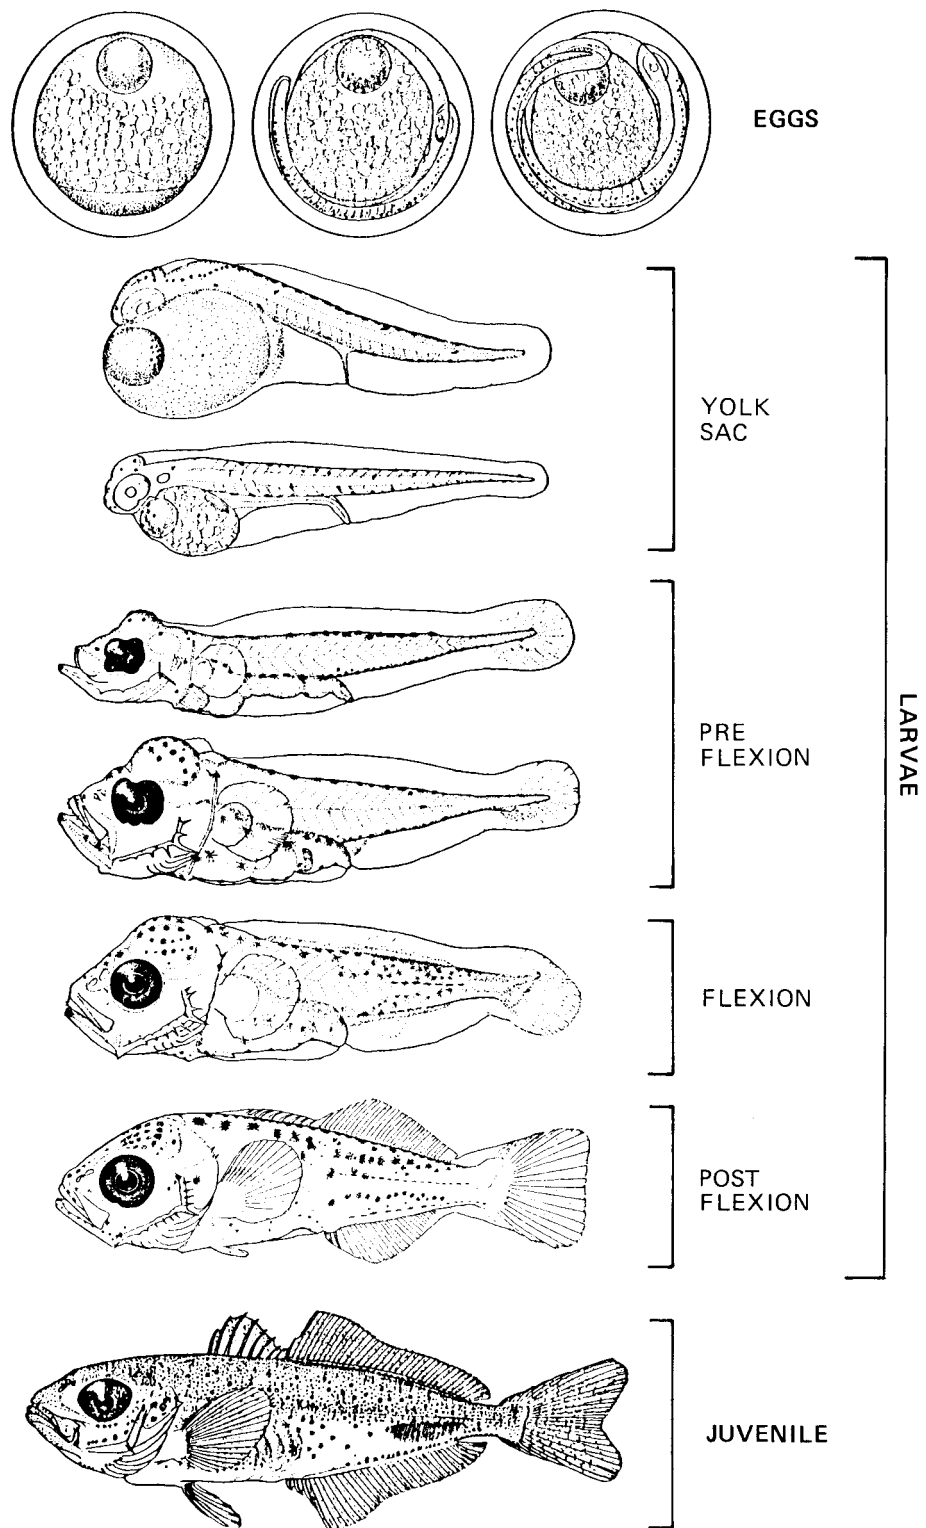 EGGS
YOLK
SAC
PRE
FLEXION
LARVAE
FLEXION
POST
FLEXION
JUVENILE